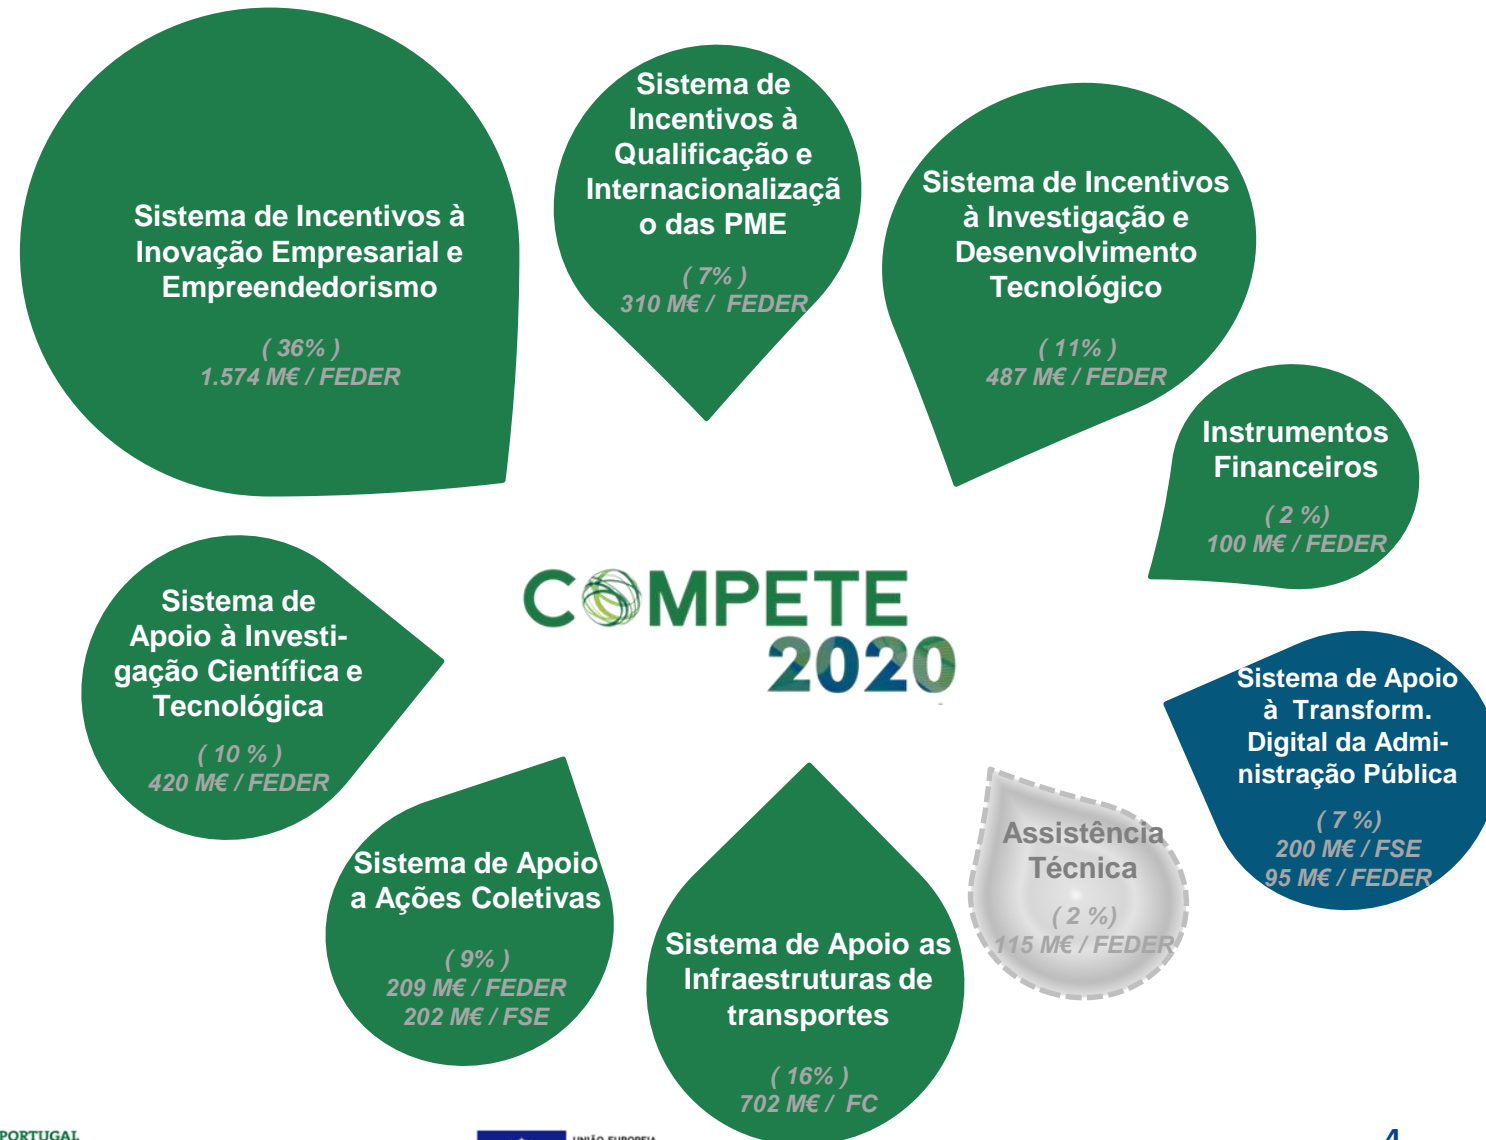 Sistema de Incentivos à
Inovação Empresarial e
Empreendedorismo
( 36% )
1.574 M€ / FEDER
Sistema de
Incentivos à
Qualificação e
Internacionalizaçã
o das PME
( 7% )
310 M€ / FEDER
Sistema de Incentivos
à Investigação e
Desenvolvimento
Tecnológico
( 11% )
487 M€ / FEDER
Instrumentos
Financeiros
( 2 %)
100 M€ / FEDER
Sistema de
Apoio à Investi-
gação Científica e
Tecnológica
( 10 % )
420 M€ / FEDER
COMPETE
2020
Sistema de Apoio
à Transform.
Digital da Admi-
nistração Pública
( 7 %)
200 M€ / FSE
95 M€ / FEDER
Sistema de Apoio
a Ações Coletivas
( 9% )
209 M€ / FEDER
202 M€ / FSE
Sistema de Apoio as
Infraestruturas de
transportes
( 16% )
702 M€ / FC
Assistência
Técnica
( 2 %)
115 M€ / FEDER
PORTUGAL
UNIÃO EUROPEIA
4